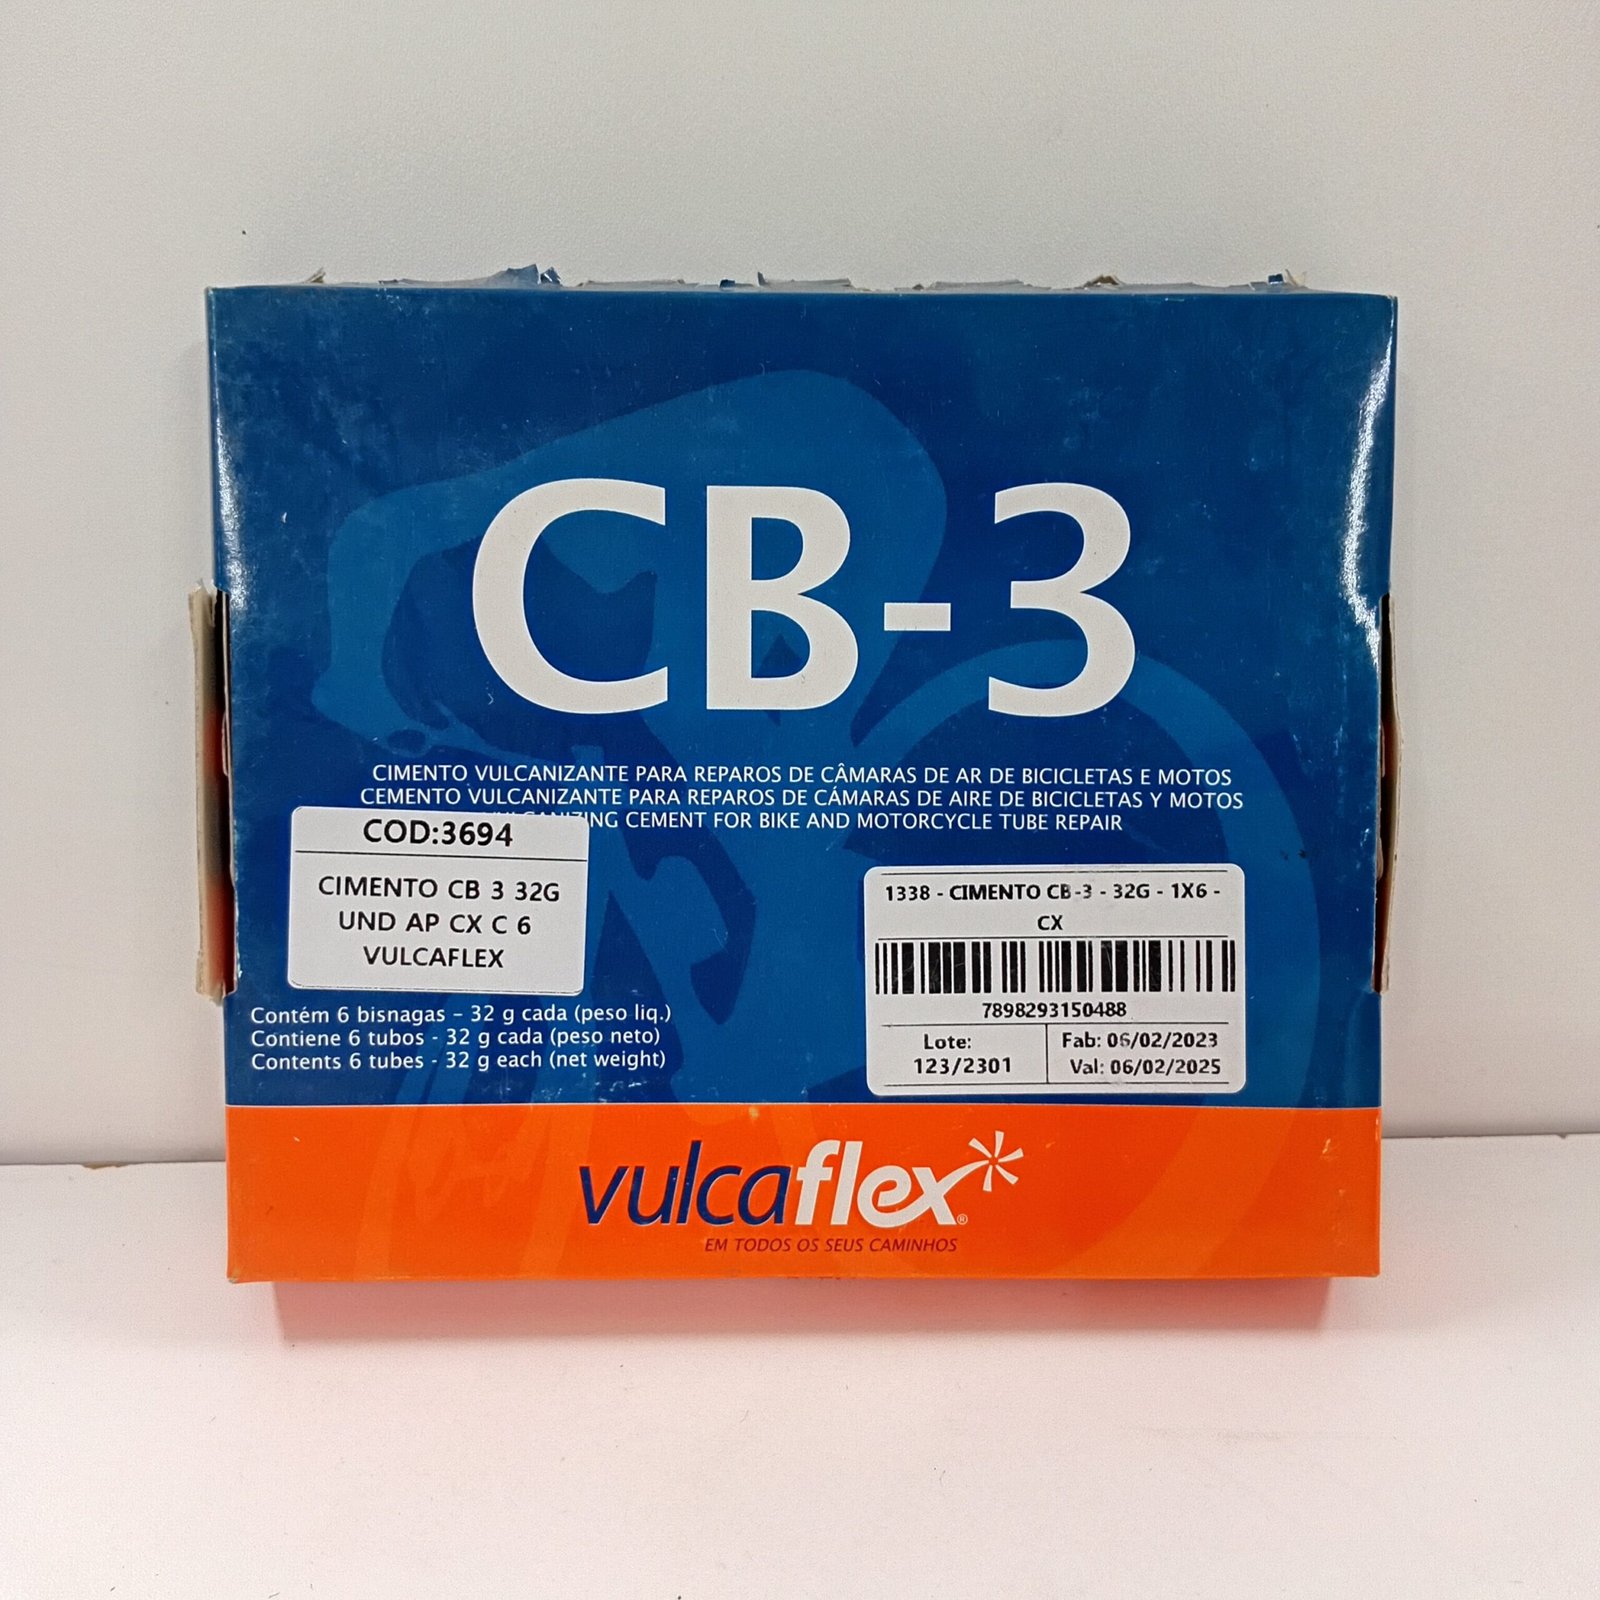 CB-3
CIMENTO VULCANIZANTE PARA REPAROS DE CÂMARAS DE AR DE BICICLETAS E MOTOS
CEMENTO VULCANIZANTE PARA REPAROS DE CÁMARAS DE AIRE DE BICICLETAS Y MOTOS
VULCANIZING CEMENT FOR BIKE AND MOTORCYCLE TUBE REPAIR
COD:3694
CIMENTO CB 3 32G
UND AP CX C 6
VULCAFLEX
1338 - CIMENTO CB-3 - 32G - 1X6 -
CX
7898293150488
Lote:
123/2301
Fab: 06/02/2023
Val: 06/02/2025
Contém 6 bisnagas - 32 g cada (peso liq.)
Contiene 6 tubos - 32 g cada (peso neto)
Contents 6 tubes - 32 g each (net weight)
vulcaflex®
EM TODOS OS SEUS CAMINHOS